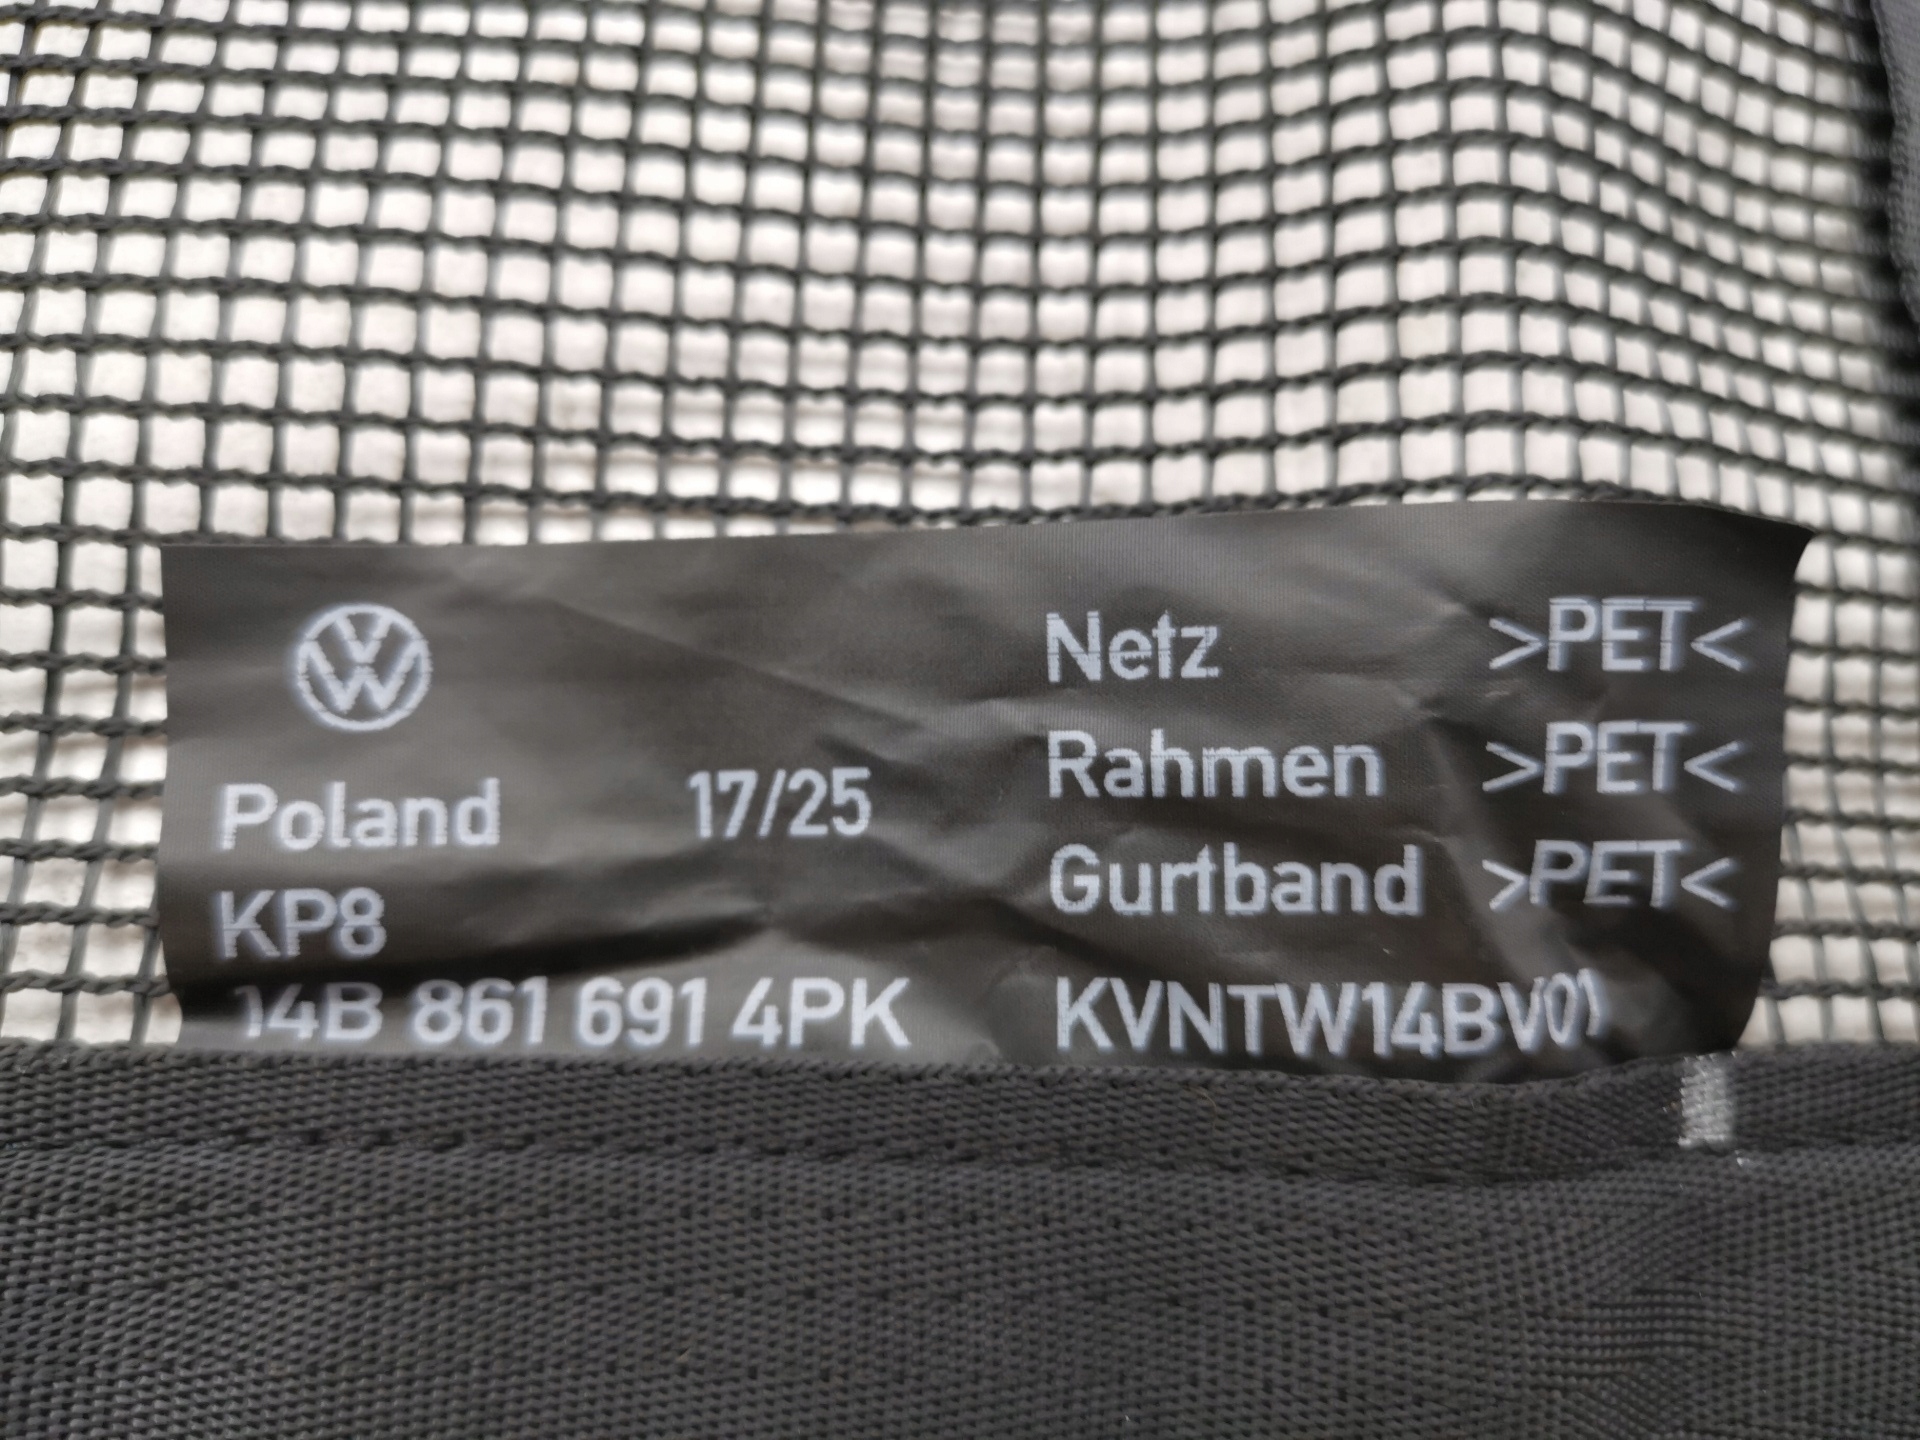 Poland 17/25
KP8
14B 861 691 4PK
Netz >PET<
Rahmen >PET<
Gurtband >PET<
KVNTW14BV01